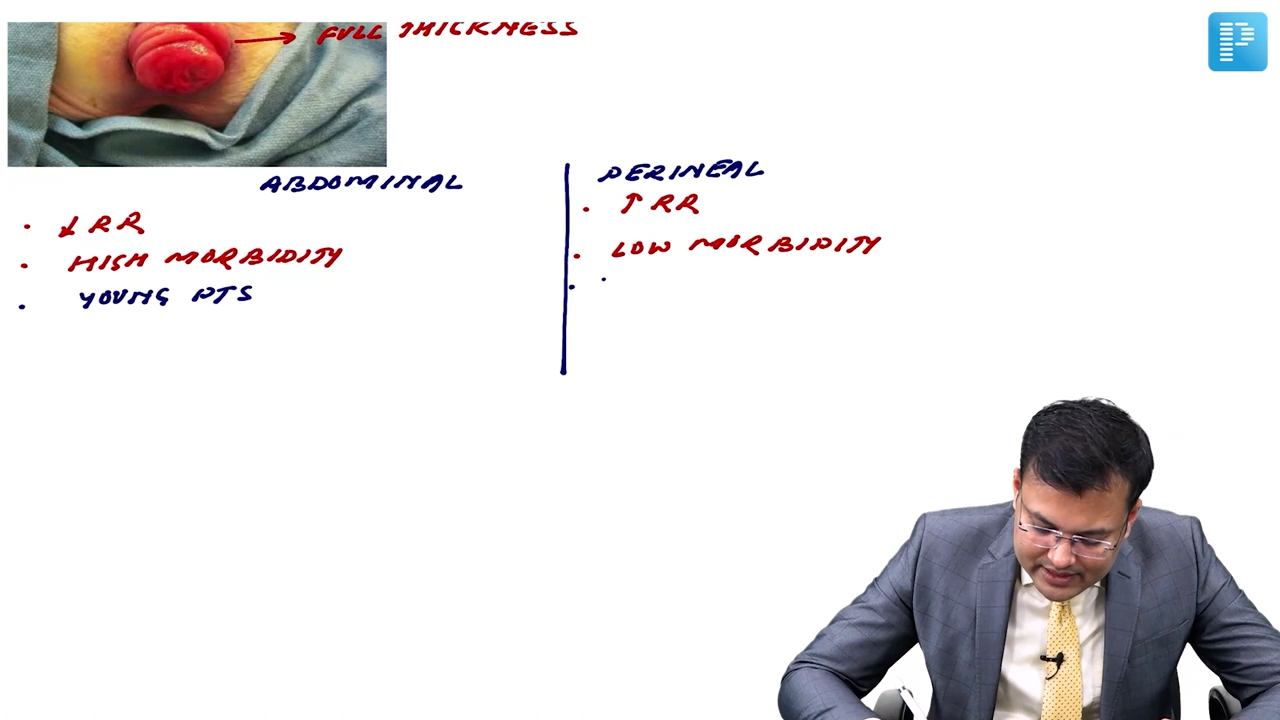 → FULL THICKNESS
ABDOMINAL
• ↓ RR
• HIGH MORBIDITY
• YOUNG PTS
PERINEAL
• ↑ RR
• LOW MORBIDITY
•